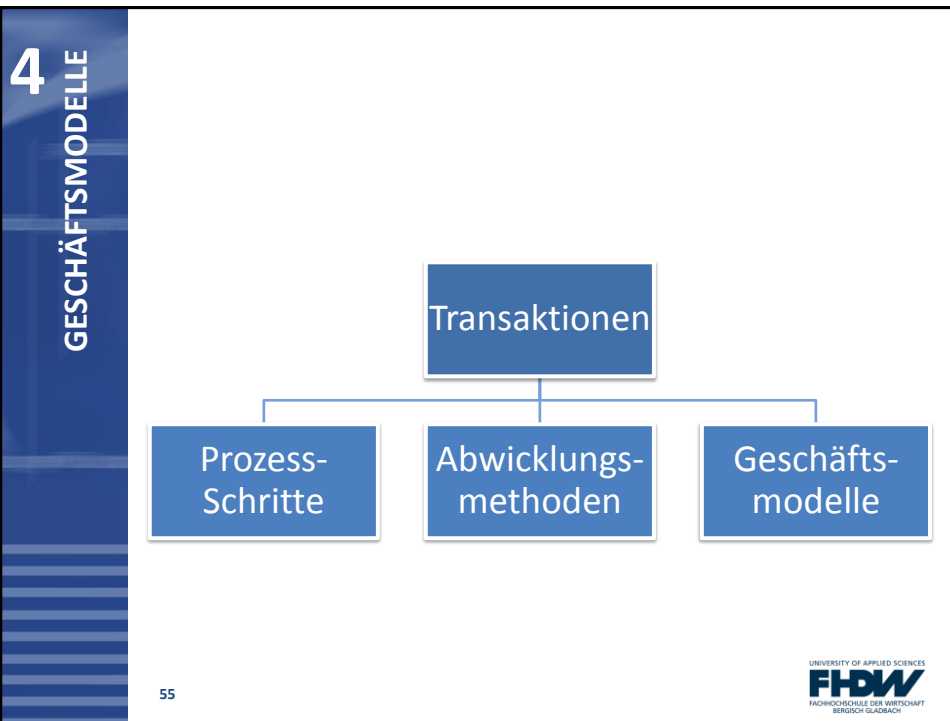 4
GESCHÄFTSMODELLE
Transaktionen
Prozess-
Schritte
Abwicklungs-
methoden
Geschäfts-
modelle
55
UNIVERSITY OF APPLIED SCIENCES
FHDW
FACHHOCHSCHULE DER WIRTSCHAFT
BERGISCH GLADBACH